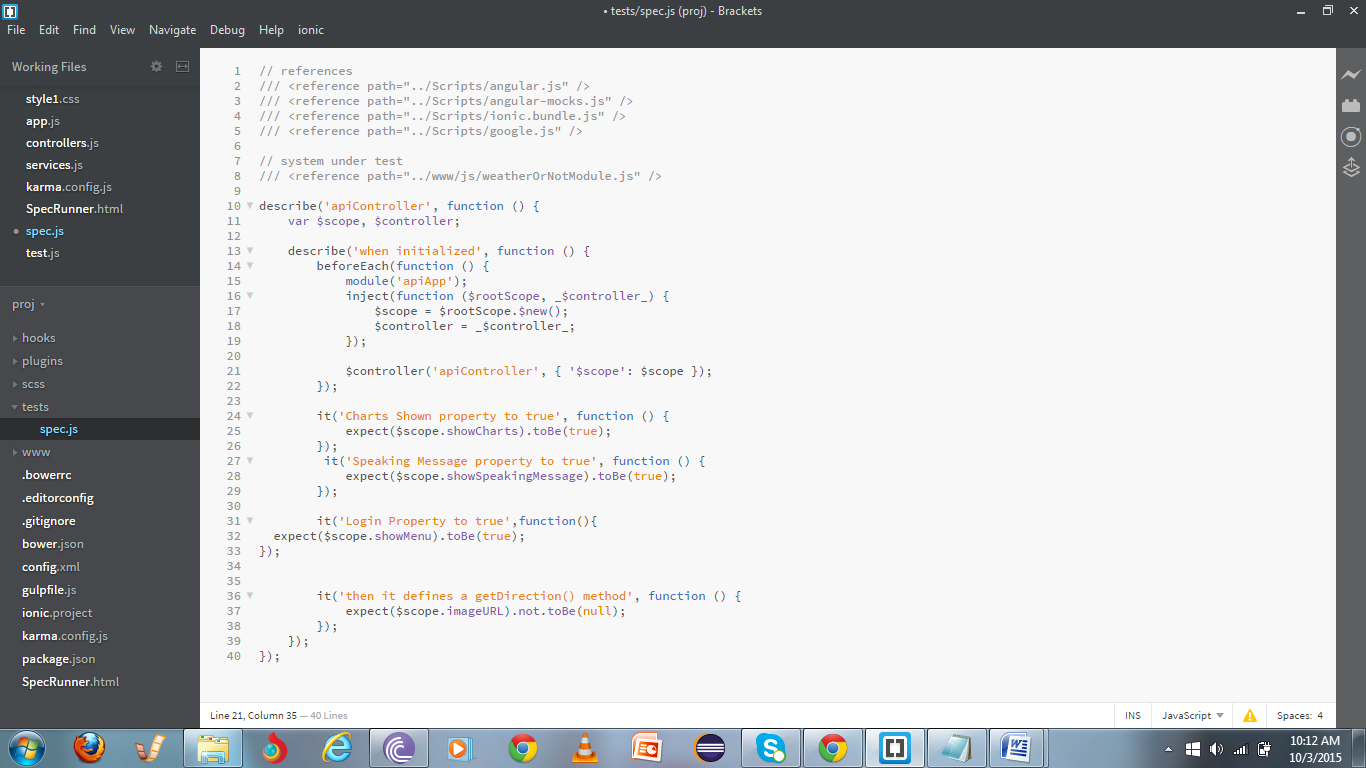 • tests/spec.js (proj) - Brackets
File Edit Find View Navigate Debug Help ionic
Working Files
style1.css
app.js
controllers.js
services.js
karma.config.js
SpecRunner.html
spec.js
test.js
proj
hooks
plugins
scss
tests
spec.js
www
.bowerrc
.editorconfig
.gitignore
bower.json
config.xml
gulpfile.js
ionic.project
karma.config.js
package.json
SpecRunner.html
1 // references
2 /// <reference path="../Scripts/angular.js" />
3 /// <reference path="../Scripts/angular-mocks.js" />
4 /// <reference path="../Scripts/ionic.bundle.js" />
5 /// <reference path="../Scripts/google.js" />
6
7 // system under test
8 /// <reference path="../www/js/weatherOrNotModule.js" />
9
10 describe('apiController', function () {
11     var $scope, $controller;
12
13     describe('when initialized', function () {
14         beforeEach(function () {
15             module('apiApp');
16             inject(function ($rootScope, _$controller_) {
17                 $scope = $rootScope.$new();
18                 $controller = _$controller_;
19             });
20
21             $controller('apiController', { '$scope': $scope });
22         });
23
24         it('Charts Shown property to true', function () {
25             expect($scope.showCharts).toBe(true);
26         });
27          it('Speaking Message property to true', function () {
28             expect($scope.showSpeakingMessage).toBe(true);
29         });
30
31         it('Login Property to true',function(){
32   expect($scope.showMenu).toBe(true);
33 });
34
35
36         it('then it defines a getDirection() method', function () {
37             expect($scope.imageURL).not.toBe(null);
38         });
39     });
40 });
Line 21, Column 35 — 40 Lines
INS JavaScript Spaces: 4
10:12 AM
10/3/2015